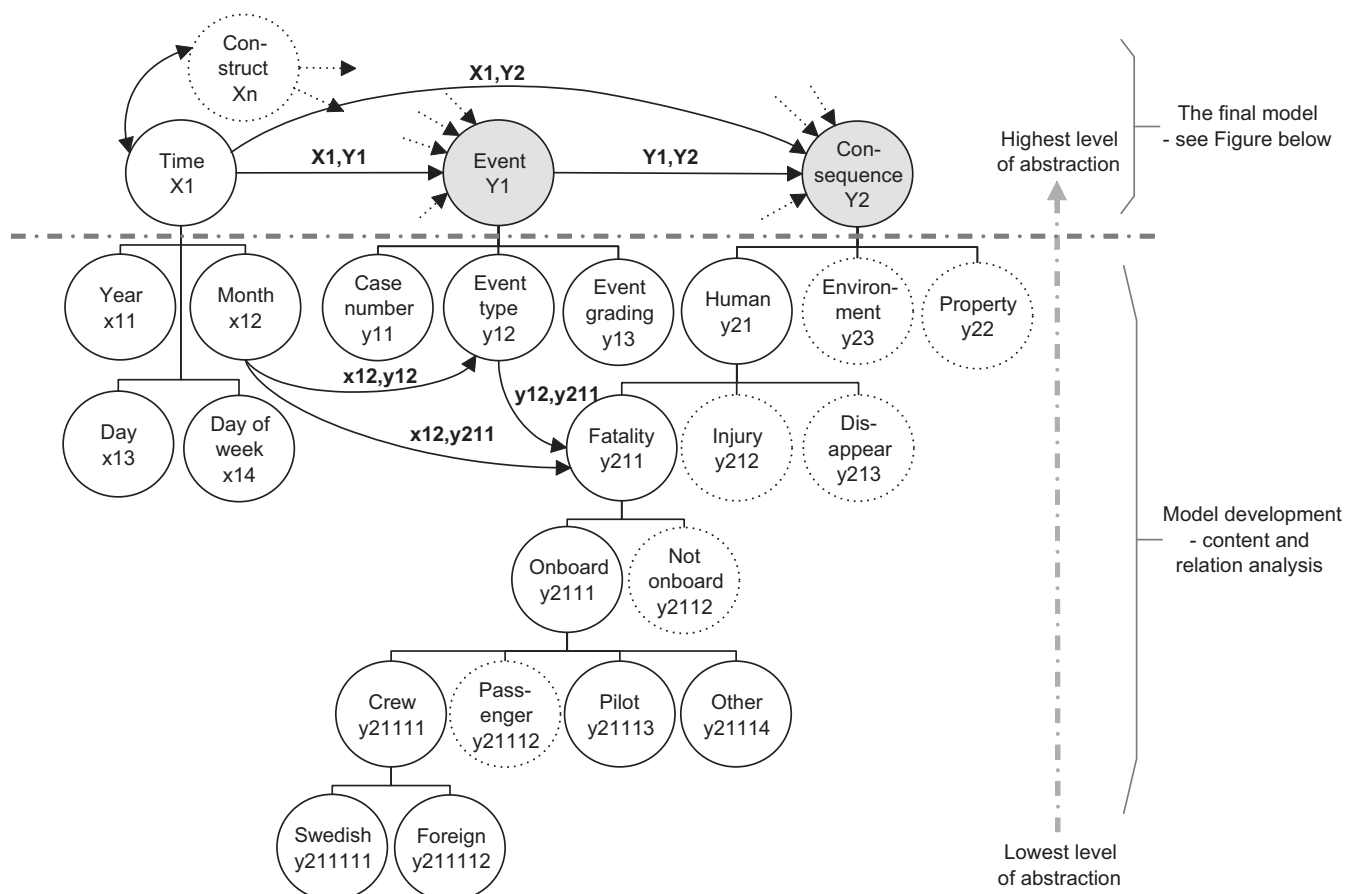 Con-
struct
Xn
X1,Y2
The final model
- see Figure below
Highest level
of abstraction
Time
X1
X1,Y1
Event
Y1
Y1,Y2
Con-
sequence
Y2
Year
x11
Month
x12
Case
number
y11
Event
type
y12
Event
grading
y13
Human
y21
Environ-
ment
y23
Property
y22
x12,y12
y12,y211
x12,y211
Day
x13
Day of
week
x14
Fatality
y211
Injury
y212
Dis-
appear
y213
Model development
- content and
relation analysis
Onboard
y2111
Not
onboard
y2112
Crew
y21111
Pass-
enger
y21112
Pilot
y21113
Other
y21114
Swedish
y211111
Foreign
y211112
Lowest level
of abstraction